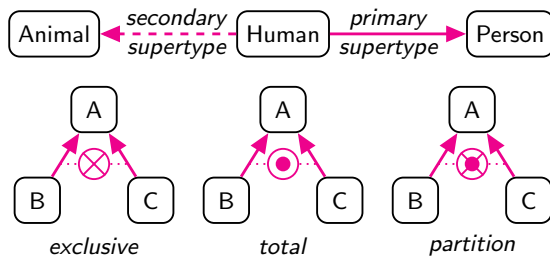 Animal secondary supertype Human primary supertype Person
A A A
B C B C B C
exclusive total partition